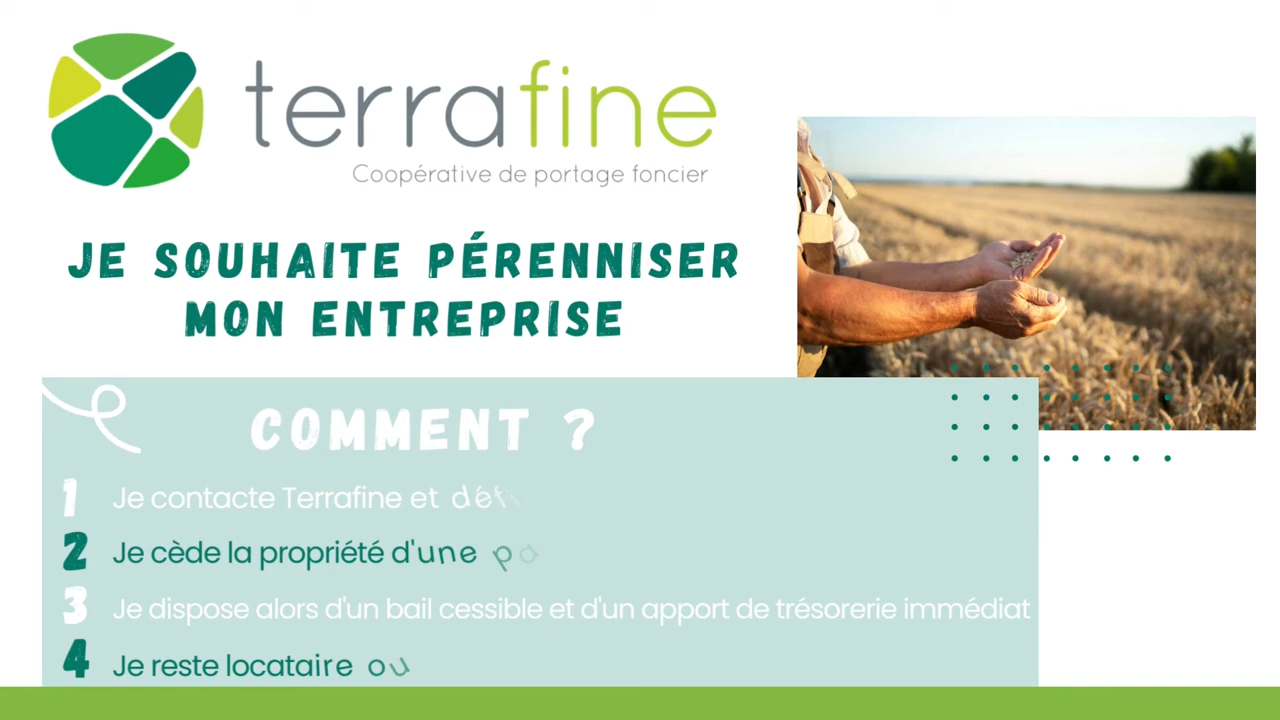 terrafine
Coopérative de portage foncier
JE SOUHAITE PÉRENNISER
MON ENTREPRISE
COMMENT ?
1 Je contacte Terrafine et
2 Je cède la propriété d'une
3 Je dispose alors d'un bail cessible et d'un apport de trésorerie immédiat
4 Je reste locataire ou